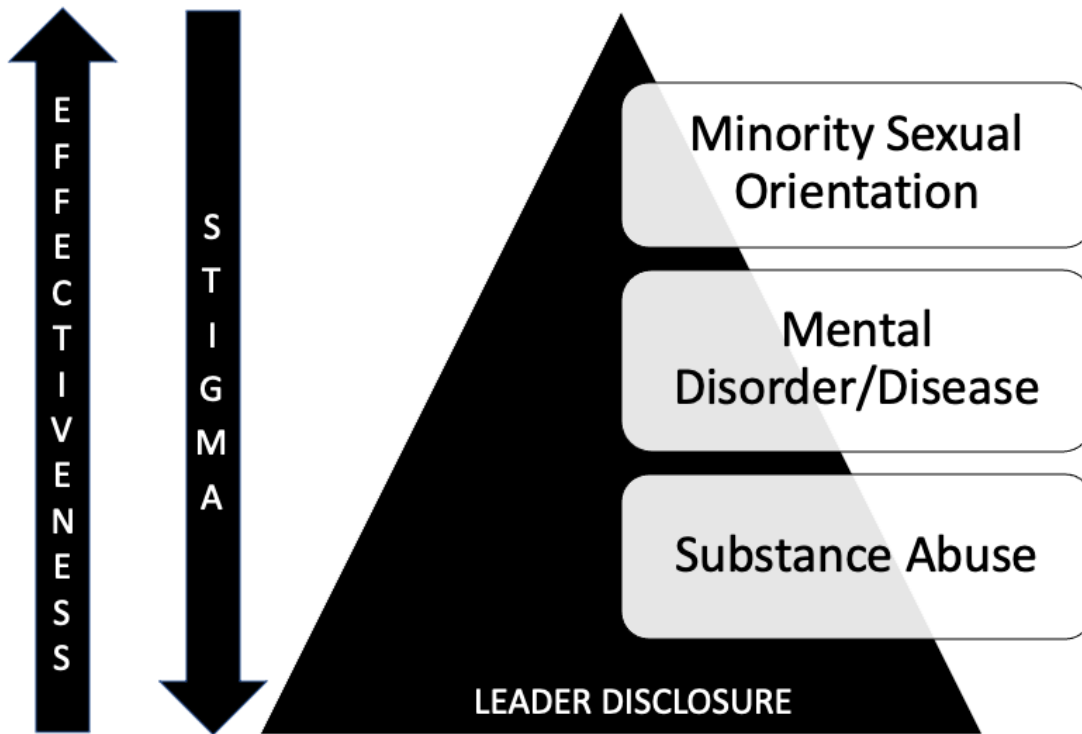 EFFECTIVENESS
STIGMA
Minority Sexual
Orientation
Mental
Disorder/Disease
Substance Abuse
LEADER DISCLOSURE